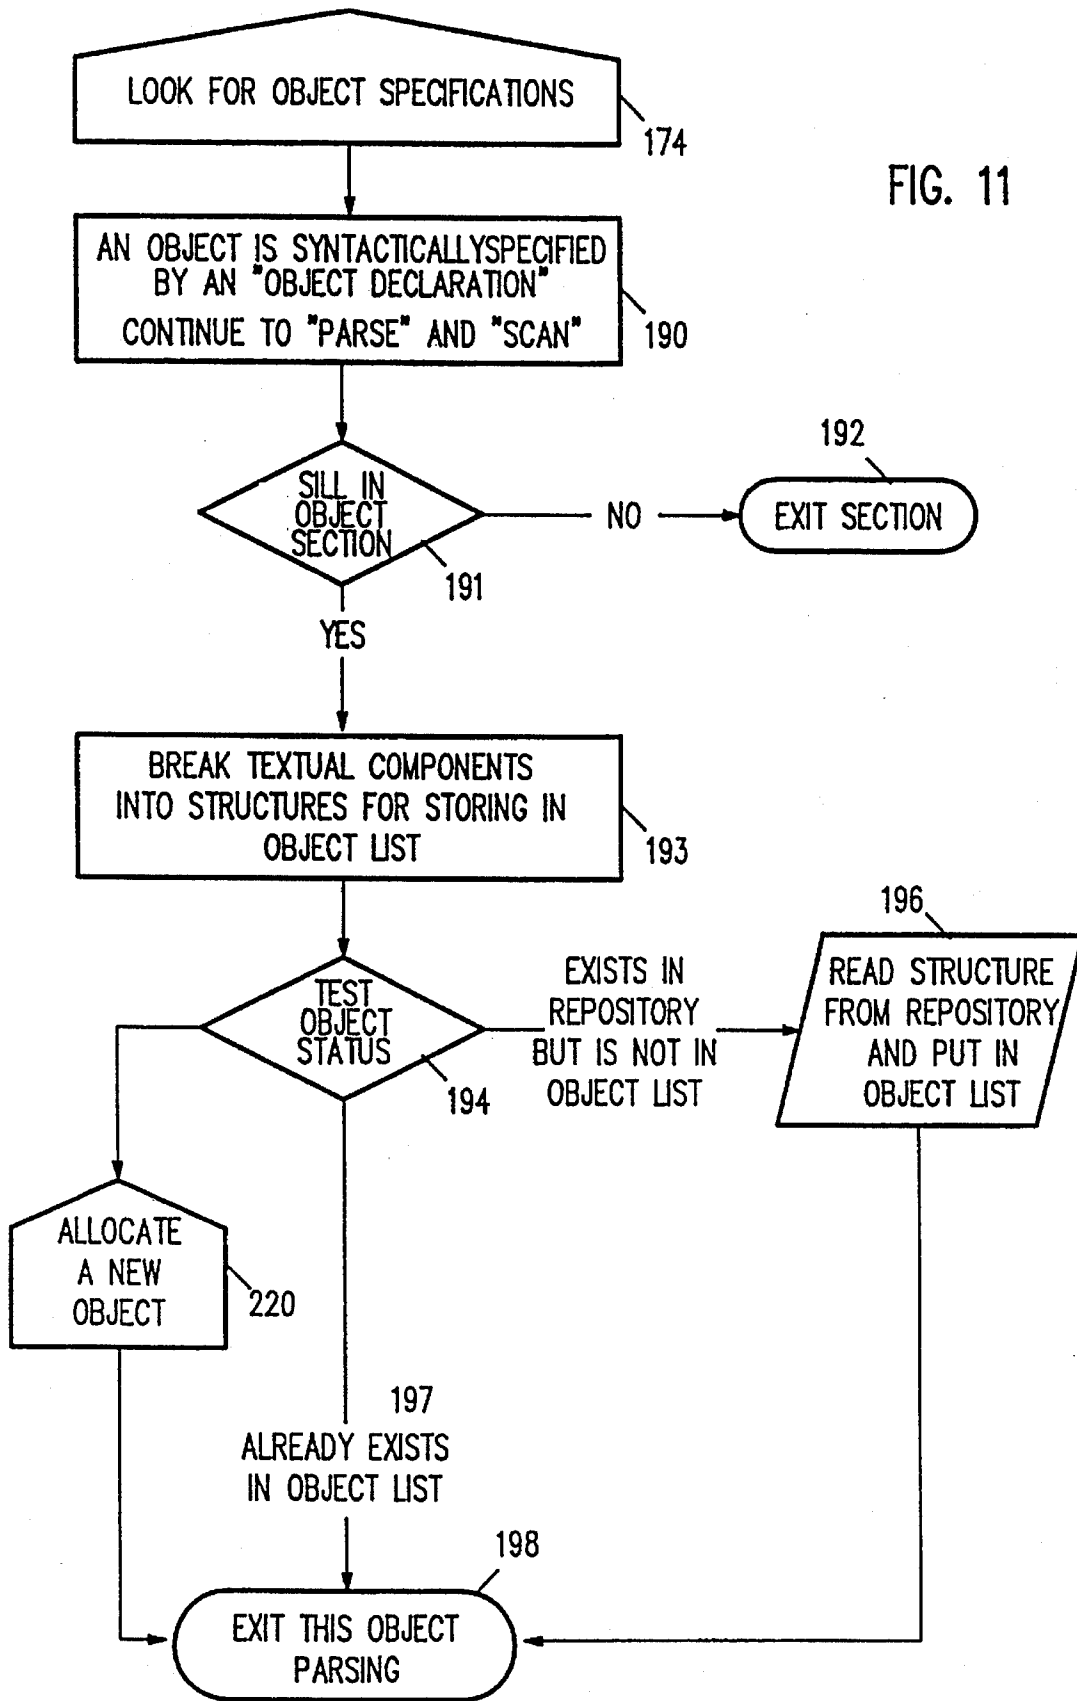 LOOK FOR OBJECT SPECIFICATIONS
174
FIG. 11
AN OBJECT IS SYNTACTICALLYSPECIFIED
BY AN "OBJECT DECLARATION"
CONTINUE TO "PARSE" AND "SCAN"
190
SILL IN
OBJECT
SECTION
191
NO
192
EXIT SECTION
YES
BREAK TEXTUAL COMPONENTS
INTO STRUCTURES FOR STORING IN
OBJECT LIST
193
TEST
OBJECT
STATUS
194
EXISTS IN
REPOSITORY
BUT IS NOT IN
OBJECT LIST
196
READ STRUCTURE
FROM REPOSITORY
AND PUT IN
OBJECT LIST
ALLOCATE
A NEW
OBJECT
220
197
ALREADY EXISTS
IN OBJECT LIST
198
EXIT THIS OBJECT
PARSING